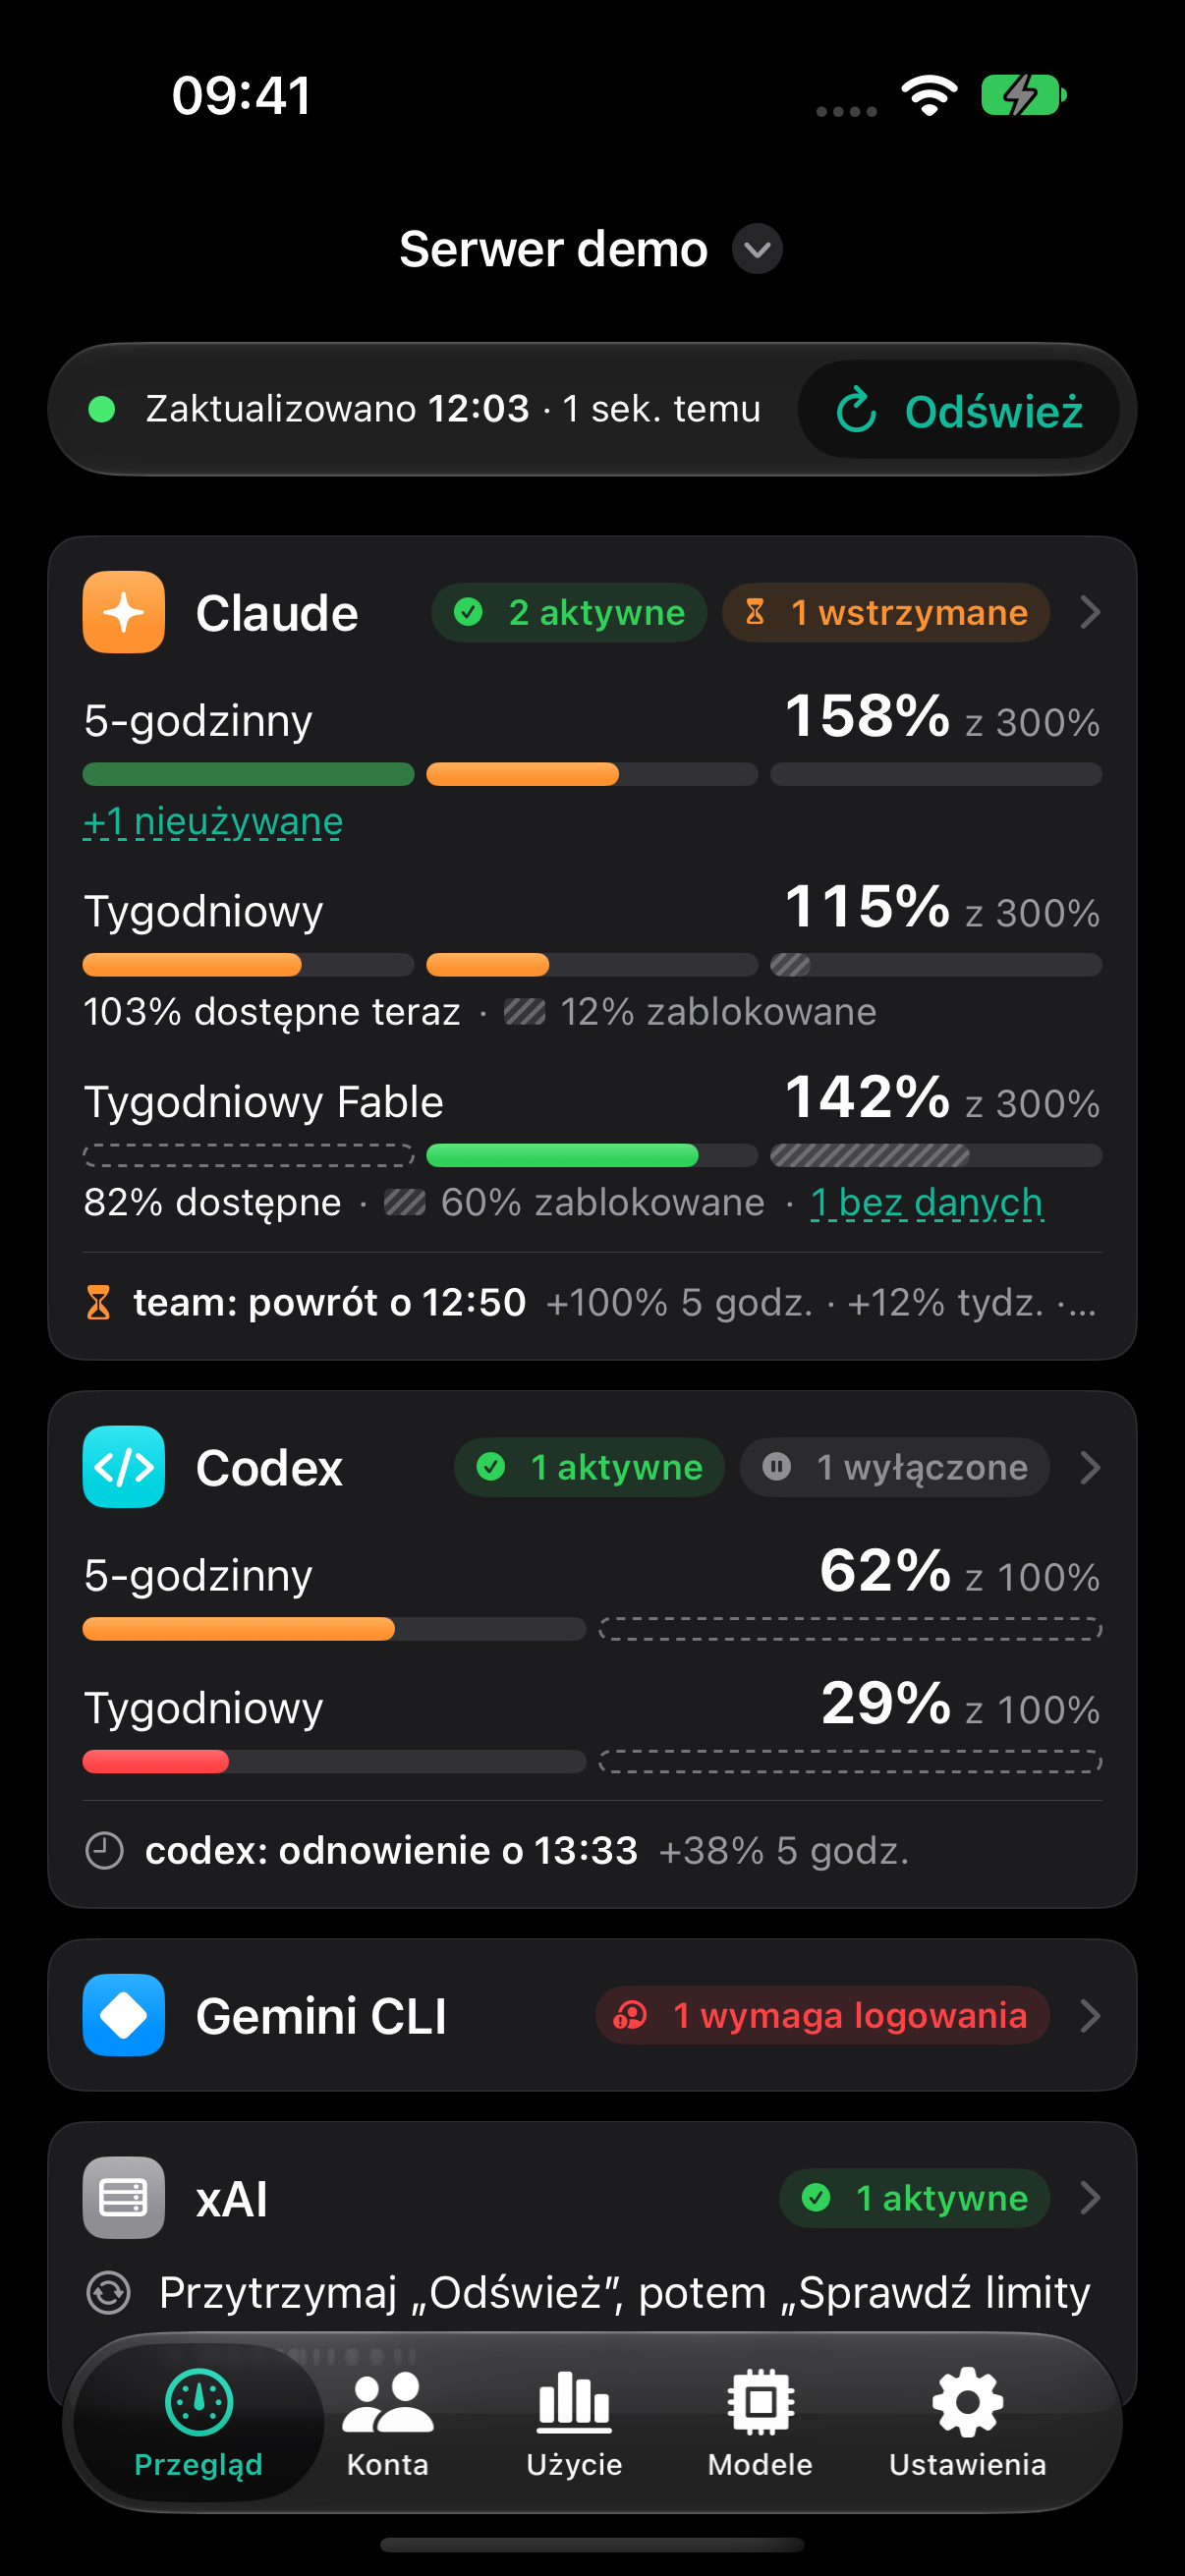 09:41
Serwer demo
Zaktualizowano 12:03 · 1 sek. temu
Odśwież
Claude
2 aktywne
1 wstrzymane
5-godzinny
158% z 300%
+1 nieużywane
Tygodniowy
115% z 300%
103% dostępne teraz · 12% zablokowane
Tygodniowy Fable
142% z 300%
82% dostępne · 60% zablokowane · 1 bez danych
team: powrót o 12:50 +100% 5 godz. · +12% tydz. ·...
Codex
1 aktywne
1 wyłączone
5-godzinny
62% z 100%
Tygodniowy
29% z 100%
codex: odnowienie o 13:33 +38% 5 godz.
Gemini CLI
1 wymaga logowania
xAI
1 aktywne
Przytrzymaj „Odśwież”, potem „Sprawdź limity
Przegląd
Konta
Użycie
Modele
Ustawienia